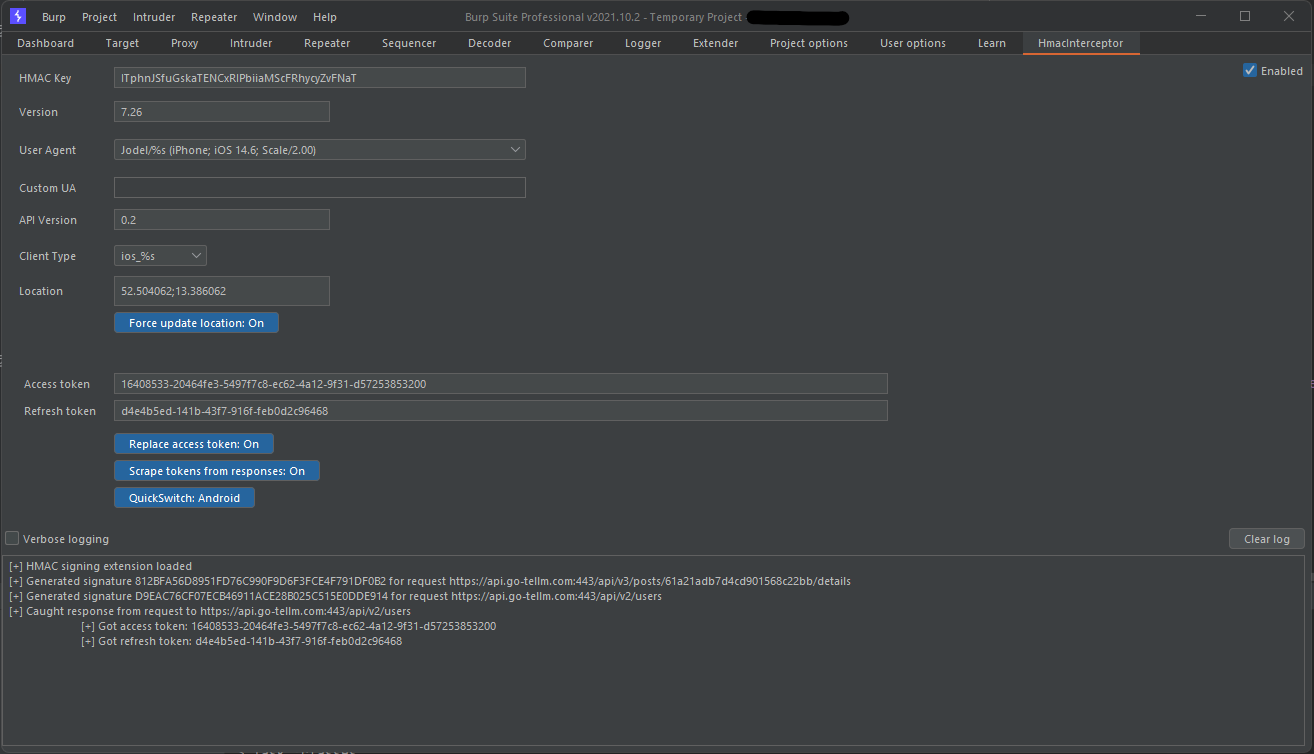 Burp Project Intruder Repeater Window Help Burp Suite Professional v2021.10.2 - Temporary Project
Dashboard Target Proxy Intruder Repeater Sequencer Decoder Comparer Logger Extender Project options User options Learn HmacInterceptor
HMAC Key lTphnJSfuGskaTENCxRlPbiiaMScFRhycyZvFNaT Enabled
Version 7.26
User Agent Jodel/%s (iPhone; iOS 14.6; Scale/2.00)
Custom UA
API Version 0.2
Client Type ios_%s
Location 52.504062;13.386062
Force update location: On
Access token 16408533-20464fe3-5497f7c8-ec62-4a12-9f31-d57253853200
Refresh token d4e4b5ed-141b-43f7-916f-feb0d2c96468
Replace access token: On
Scrape tokens from responses: On
QuickSwitch: Android
Verbose logging Clear log
[+] HMAC signing extension loaded
[+] Generated signature 812BFA56D8951FD76C990F9D6F3FCE4F791DF0B2 for request https://api.go-tellm.com:443/api/v3/posts/61a21adb7d4cd901568c22bb/details
[+] Generated signature D9EAC76CF07ECB46911ACE28B025C515E0DDE914 for request https://api.go-tellm.com:443/api/v2/users
[+] Caught response from request to https://api.go-tellm.com:443/api/v2/users
[+] Got access token: 16408533-20464fe3-5497f7c8-ec62-4a12-9f31-d57253853200
[+] Got refresh token: d4e4b5ed-141b-43f7-916f-feb0d2c96468